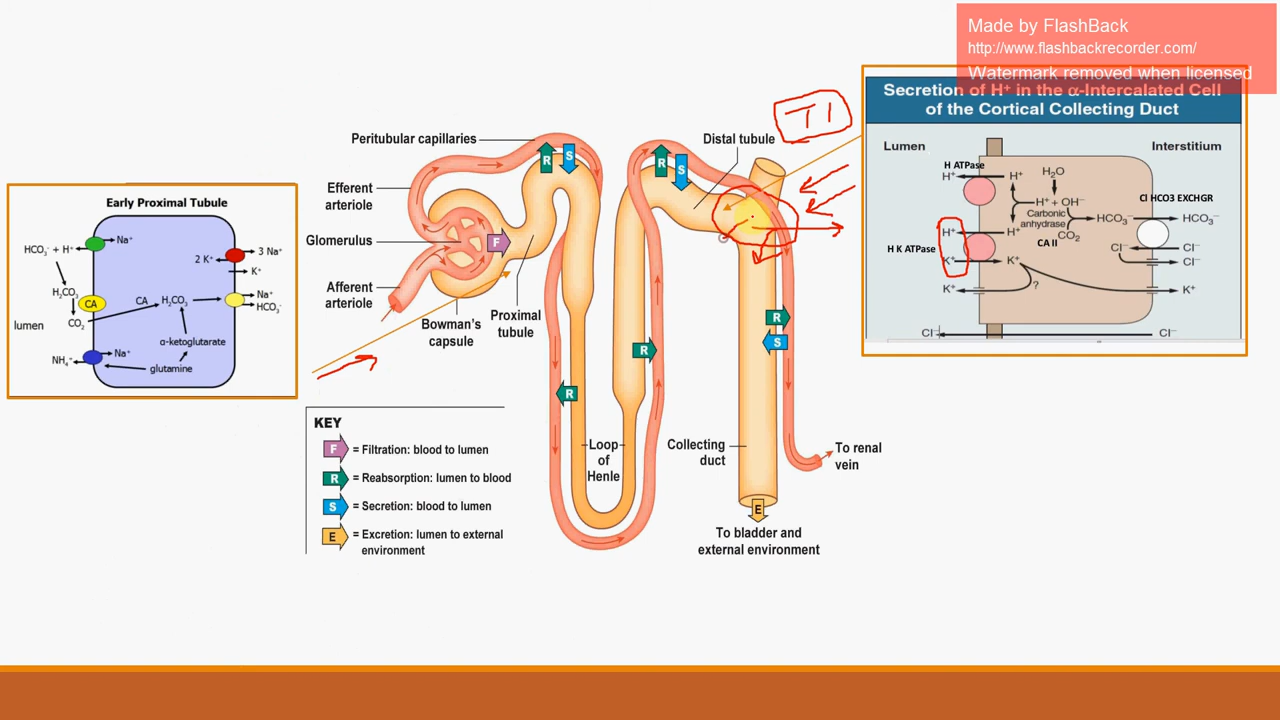 Made by FlashBack
http://www.flashbackrecorder.com/
Watermark removed when licensed
Early Proximal Tubule
HCO₃⁻ + H⁺
Na⁺
H₂CO₃
CA
CO₂
lumen
NH₄⁺
Na⁺
CA
H₂CO₃
α-ketoglutarate
glutamine
2 K⁺
3 Na⁺
K⁺
Na⁺
HCO₃⁻
Peritubular capillaries
Efferent
arteriole
Glomerulus
Afferent
arteriole
Bowman's
capsule
Proximal
tubule
F
R
S
R
R
R
S
R
S
E
T1
Distal tubule
Loop
of
Henle
Collecting
duct
To renal
vein
To bladder and
external environment
KEY
F = Filtration: blood to lumen
R = Reabsorption: lumen to blood
S = Secretion: blood to lumen
E = Excretion: lumen to external
environment
Secretion of H⁺ in the α-Intercalated Cell
of the Cortical Collecting Duct
Lumen
Interstitium
H ATPase
H⁺
H⁺
H₂O
H⁺ + OH⁻
Carbonic
anhydrase
CA II
CO₂
HCO₃⁻
HCO₃⁻
Cl HCO3 EXCHGR
H⁺
H⁺
H K ATPase
K⁺
K⁺
Cl⁻
Cl⁻
Cl⁻
K⁺
?
K⁺
Cl⁻
Cl⁻